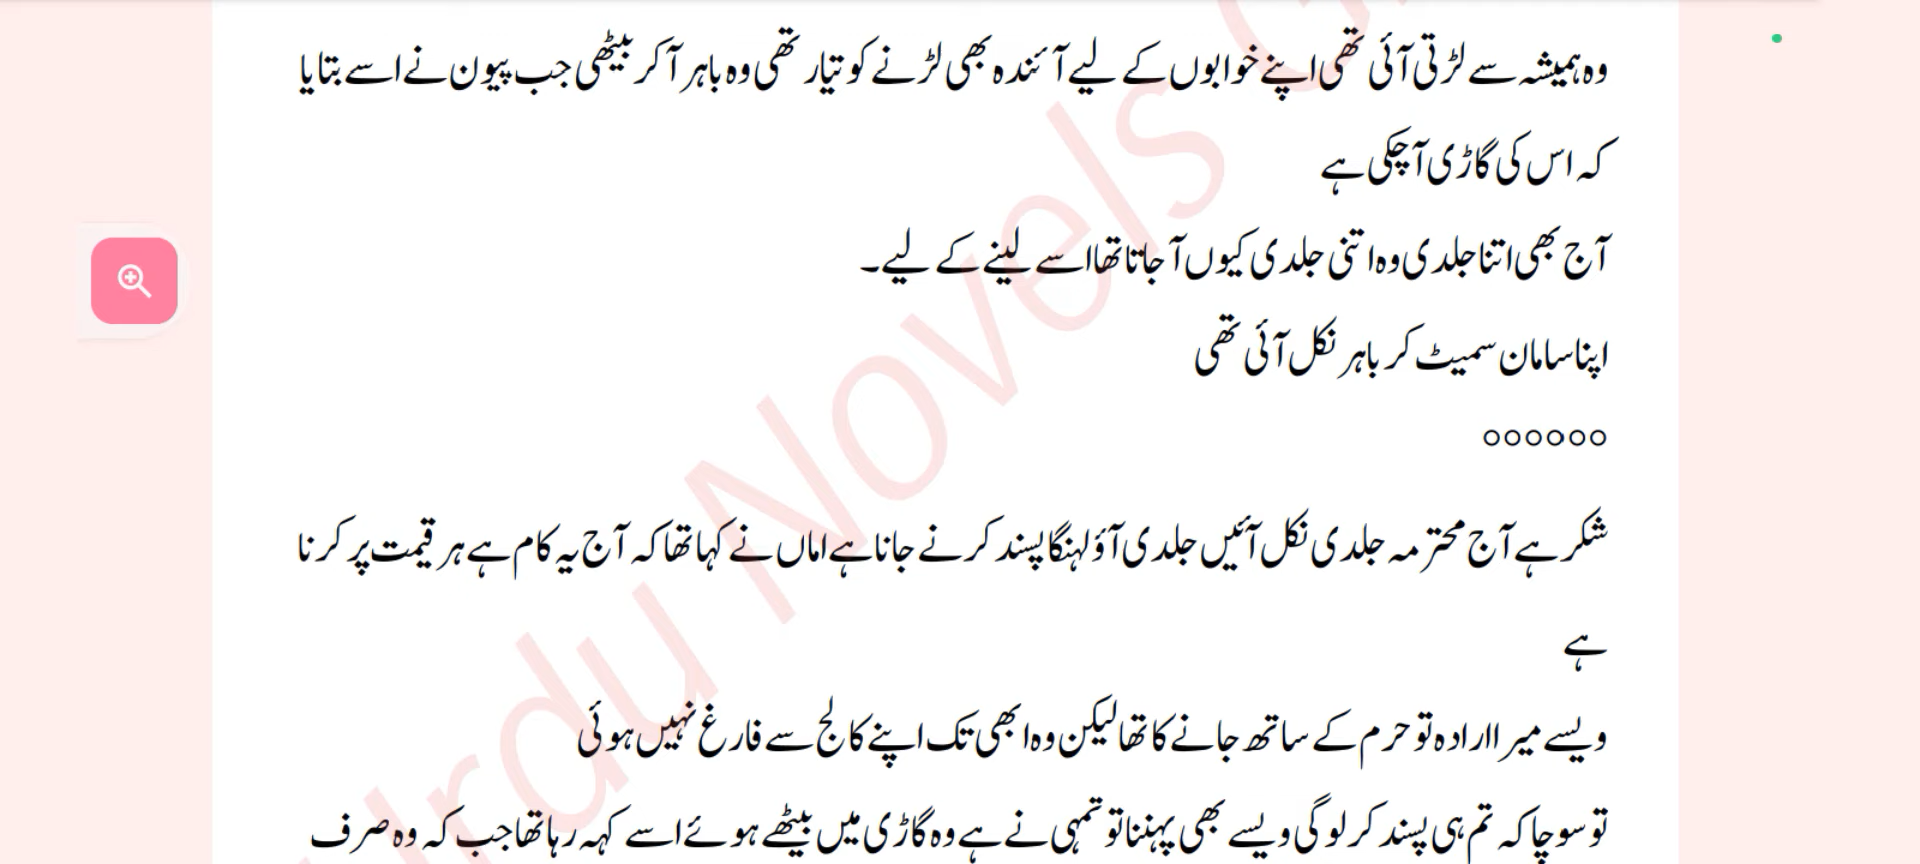 وہ ہمیشہ سے لڑتی آئی تھی اپنے خوابوں کے لیے آئندہ بھی لڑنے کو تیار تھی وہ باہر آ کر بیٹھی جب پیون نے اسے بتایا
کہ اس کی گاڑی آ چکی ہے
آج بھی اتنا جلدی وہ اتنی جلدی کیوں آ جاتا تھا اسے لینے کے لیے۔
اپنا سامان سمیٹ کر باہر نکل آئی تھی
○○○○○○
شکر ہے آج محترمہ جلدی نکل آئیں جلدی آؤ لہنگا پسند کرنے جانا ہے اماں نے کہا تھا کہ آج یہ کام ہے ہر قیمت پر کرنا
ہے
ویسے میرا ارادہ تو حرم کے ساتھ جانے کا تھا لیکن وہ ابھی تک اپنے کالج سے فارغ نہیں ہوئی
تو سوچا کہ تم ہی پسند کر لو گی ویسے بھی پہننا تو تمہی نے ہے وہ گاڑی میں بیٹھے ہوئے اسے کہہ رہا تھا جب کہ وہ صرف
Urdu Novels